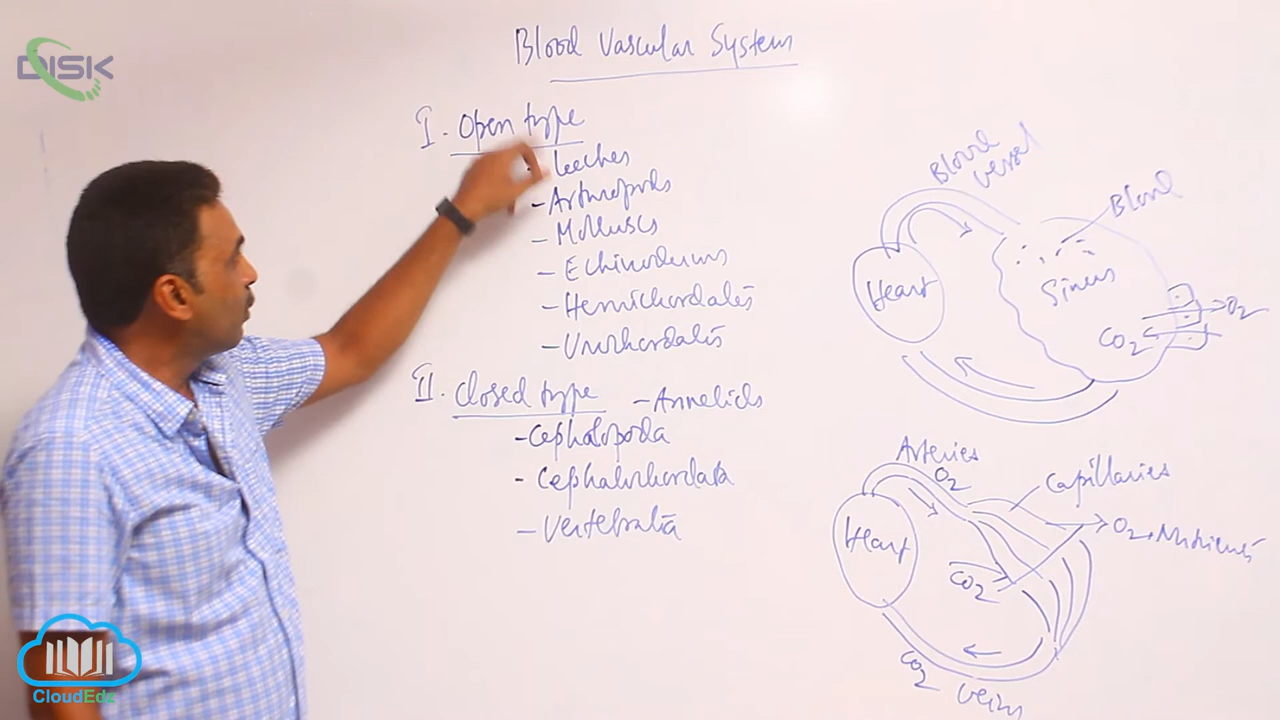 DISK
Blood Vascular System
I. Open type
- Leeches
- Arthropods
- Molluscs
- Echinoderms
- Hemichordates
- Urochordates
II. Closed type - Annelids
- Cephalopoda
- Cephalochordata
- Vertebrata
Blood vessel
Blood
Heart
Sinus
O2
CO2
Arteries
O2
Capillaries
Heart
O2, Nutrients
CO2
CO2
Veins
CloudEdz